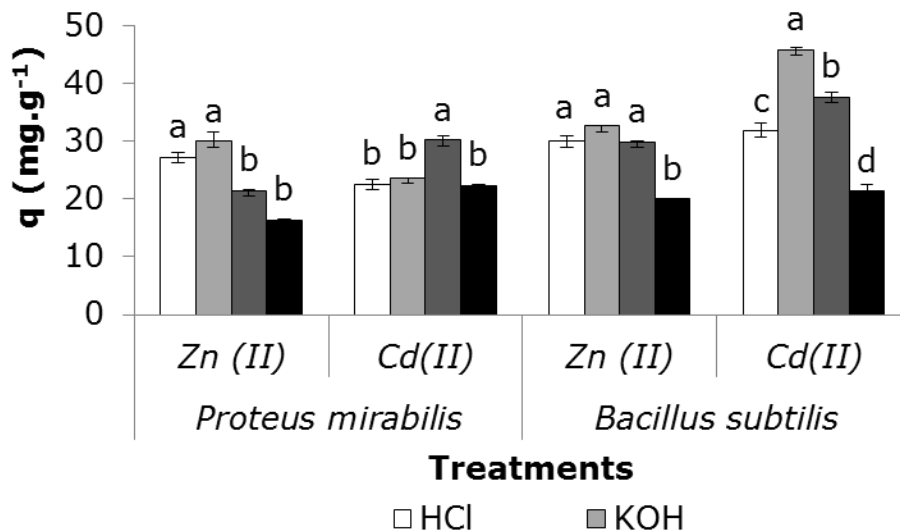 q (mg.g⁻¹)
50
40
30
20
10
0
a a b b
b b a b
a a a b
c a b d
Zn (II) Cd(II) Zn (II) Cd(II)
Proteus mirabilis Bacillus subtilis
Treatments
HCl KOH